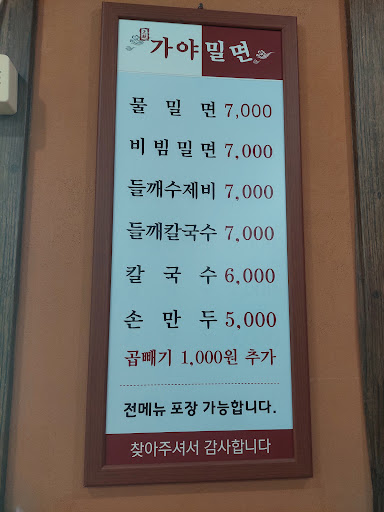 가야밀면
물밀면 7,000
비빔밀면 7,000
들깨수제비 7,000
들깨칼국수 7,000
칼국수 6,000
손만두 5,000
곱빼기 1,000원 추가
전메뉴 포장 가능합니다.
찾아주셔서 감사합니다